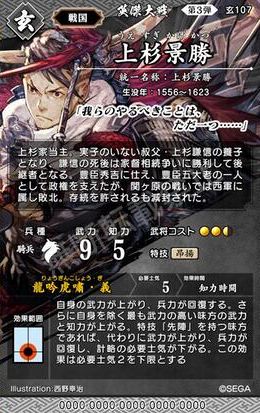 玄
戦国
英傑大戦
第3弾
玄107
うえすぎかげかつ
上杉景勝
統一名称：上杉景勝
生没年：1556～1623
「我らのやるべきことは、
ただ一つ……」
上杉家当主。実子のいない叔父・上杉謙信の養子
となり、謙信の死後は家督相続争いに勝利して後
継者となる。豊臣秀吉に仕え、豊臣五大老の一人
として政権を支えたが、関ヶ原の戦いでは西軍に
属し敗北。存続を許されるも減封された。
兵種
武力
知力
武将コスト
騎兵
9
5
特技
昂揚
りょうぎんこしょう・ぎ
龍吟虎嘯・義
必要士気
5
効果時間
知力時間
効果範囲
自身の武力が上がり、兵力が回復する。さ
らに自身を除く最も武力の高い味方の武力
と知力が上がる。特技「先陣」を持つ味方
であれば、代わりに武力が上がり、兵力が
回復し、計略の必要士気が下がる。この効
果は必要士気2を下限とする
Illustration：西野幸治
©SEGA
0000-0000-0000-0000-0000